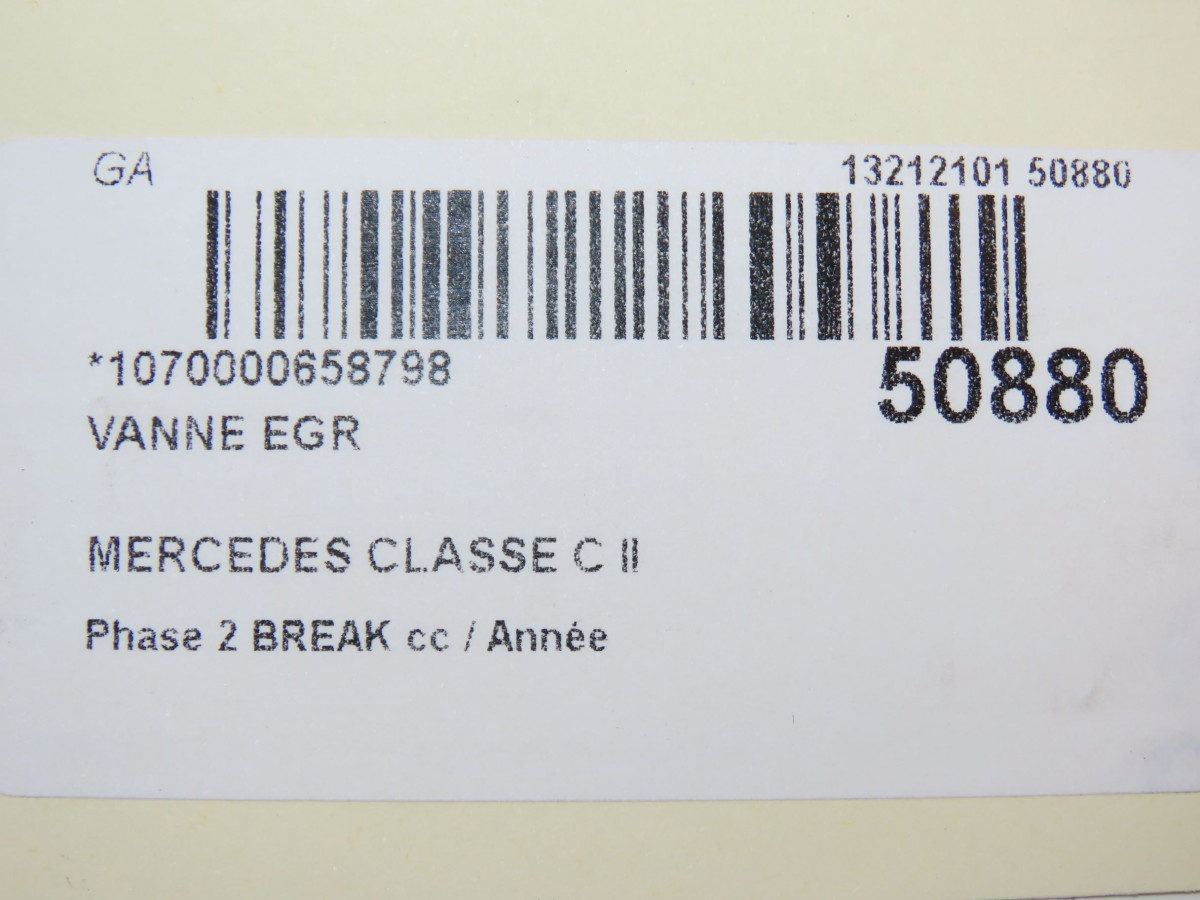 GA 13212101 50880
*1070000658798
50880
VANNE EGR
MERCEDES CLASSE C II
Phase 2 BREAK cc / Année